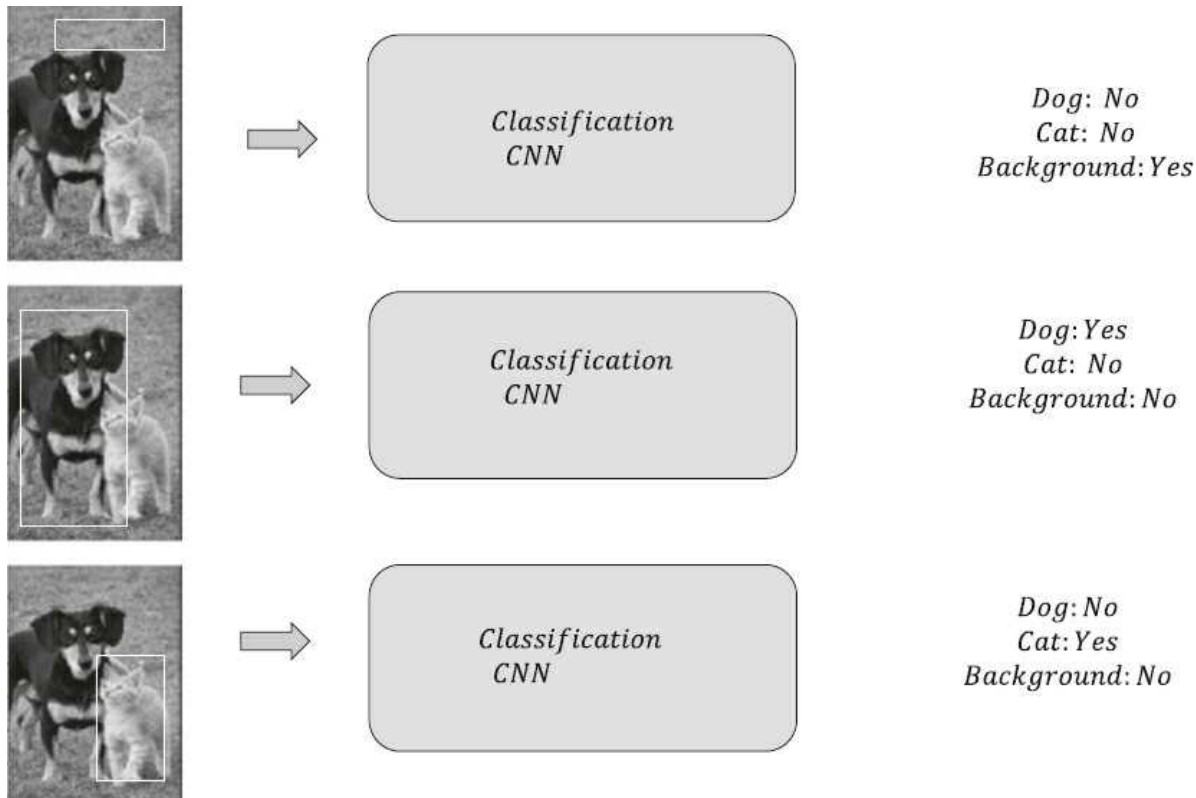 Classification
CNN
Dog: No
Cat: No
Background: Yes
Classification
CNN
Dog: Yes
Cat: No
Background: No
Classification
CNN
Dog: No
Cat: Yes
Background: No